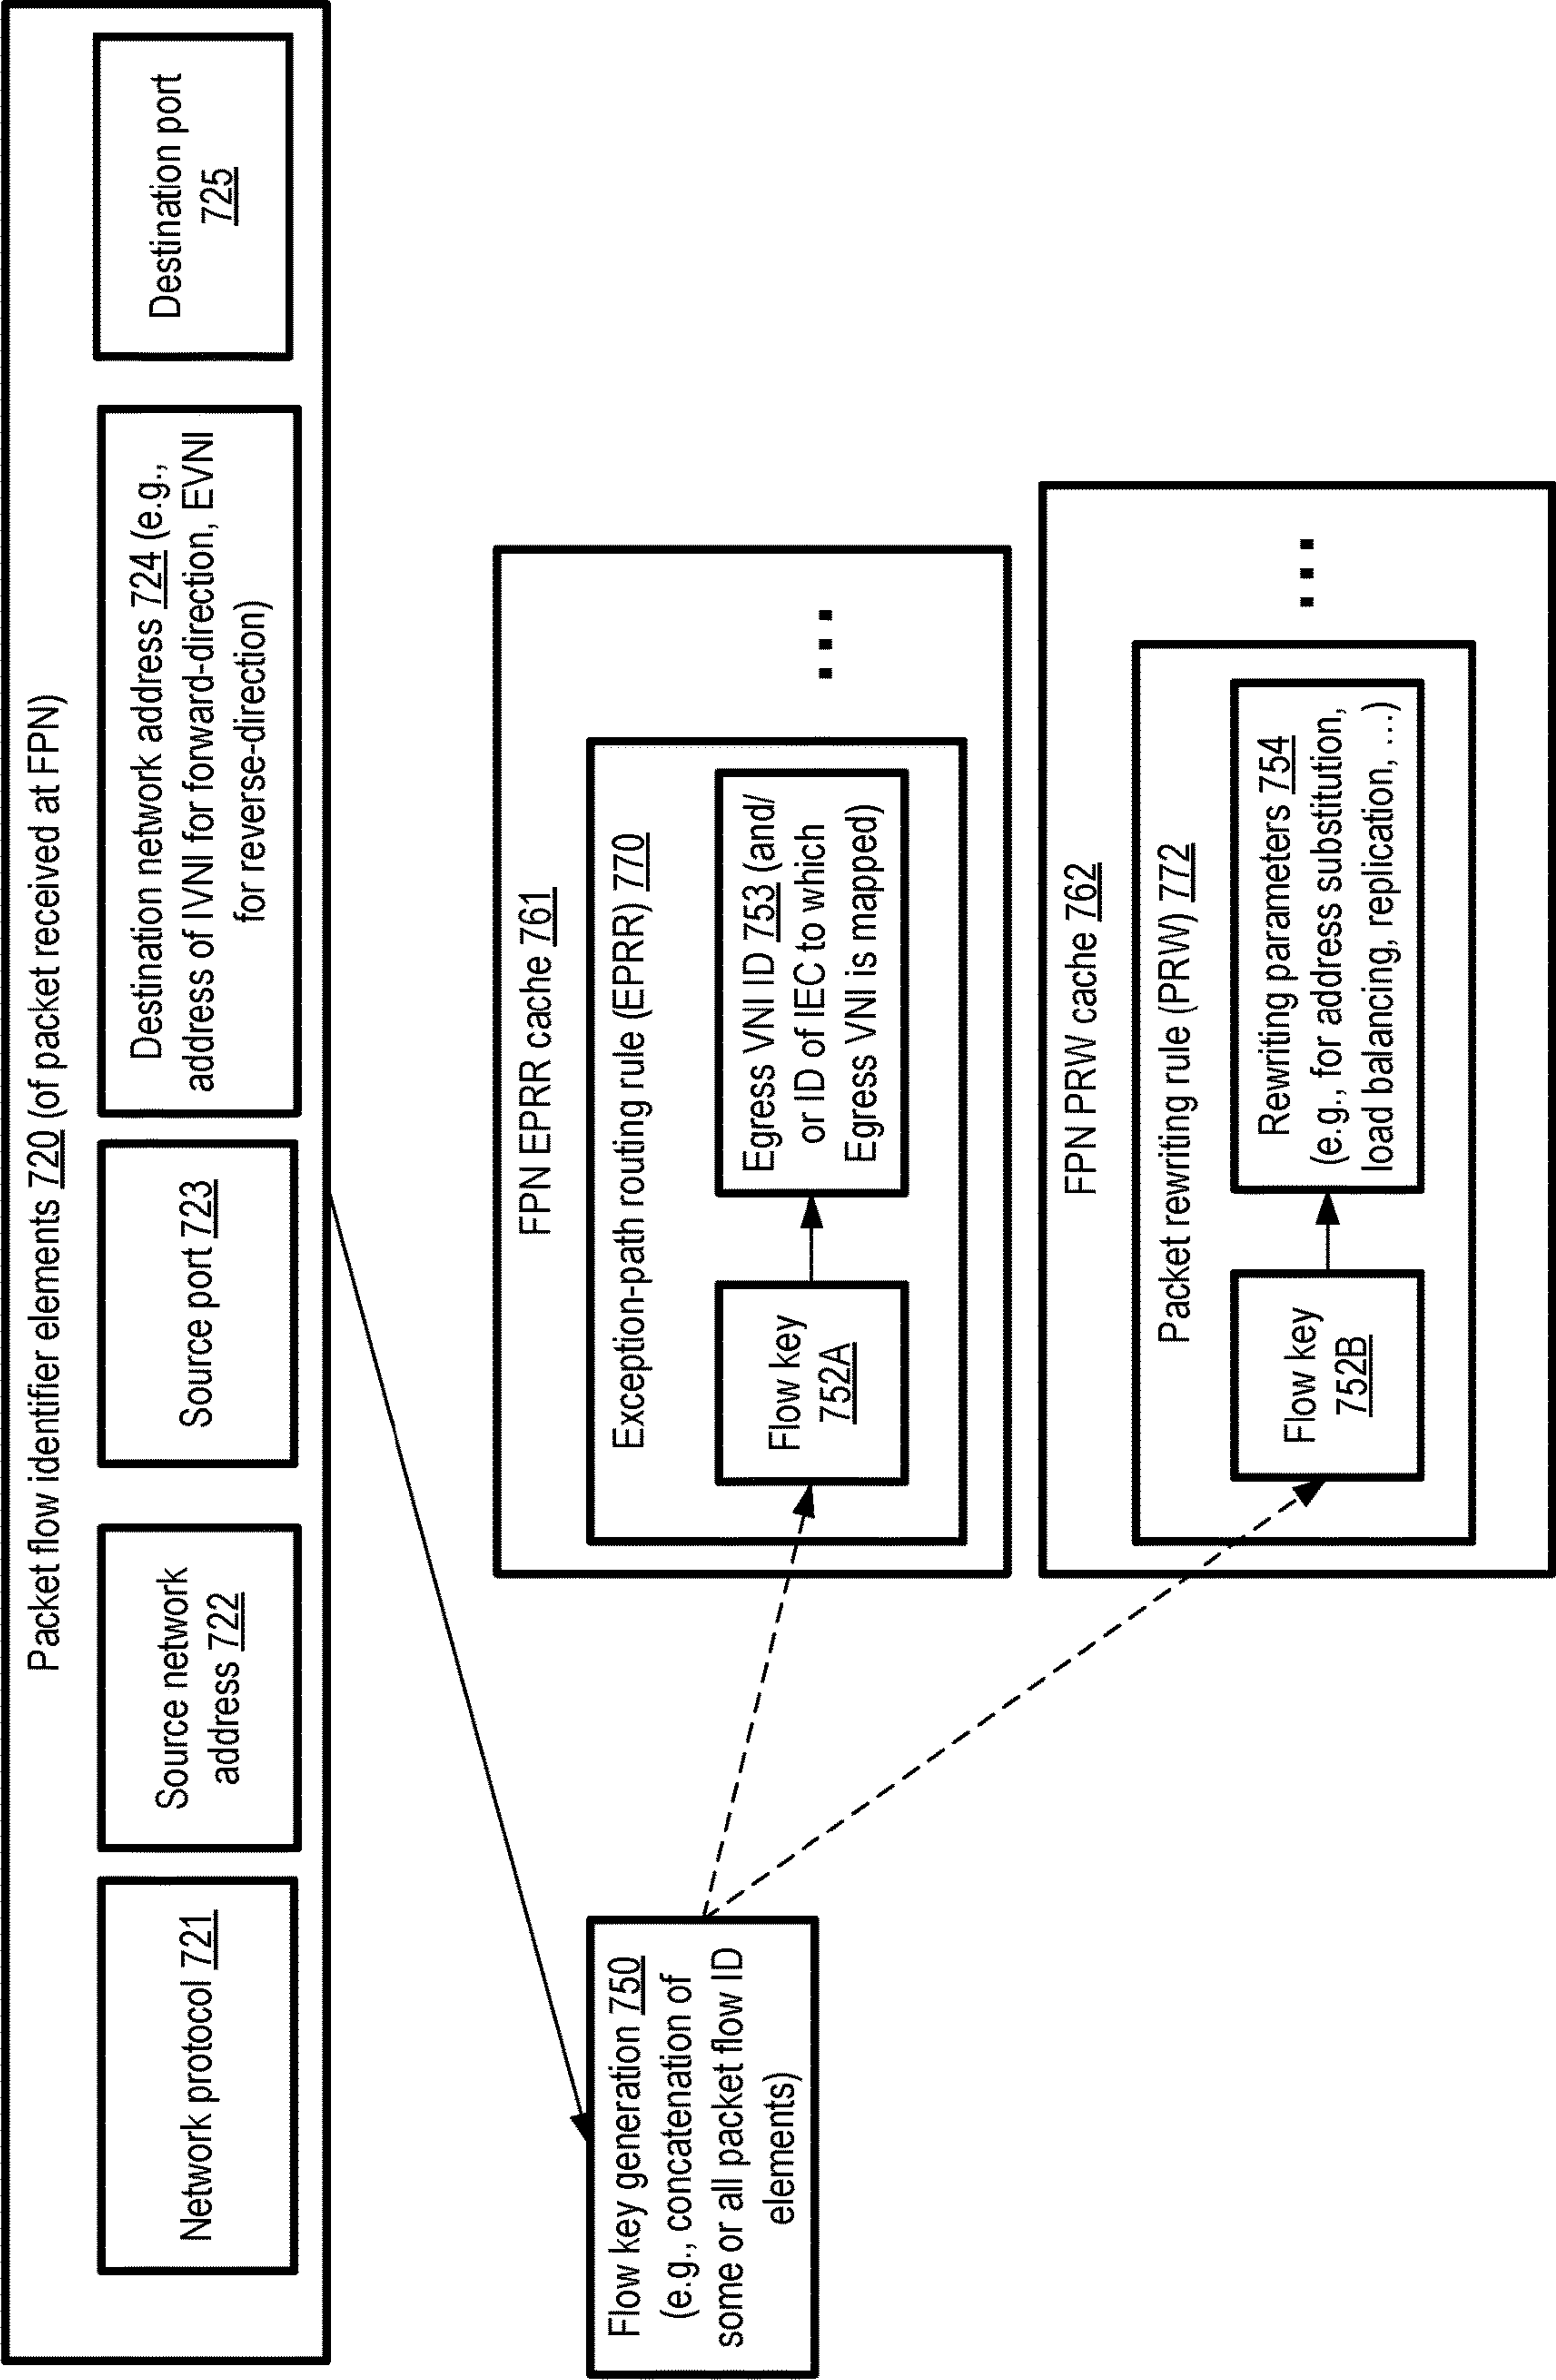 Packet flow identifier elements 720 (of packet received at FPN)
Network protocol 721
Source network
address 722
Source port 723
Destination network address 724 (e.g.,
address of IVNI for forward-direction, EVNI
for reverse-direction)
Destination port
725
Flow key generation 750
(e.g., concatenation of
some or all packet flow ID
elements)
FPN EPRR cache 761
Exception-path routing rule (EPRR) 770
Flow key
752A
Egress VNI ID 753 (and/
or ID of IEC to which
Egress VNI is mapped)
...
FPN PRW cache 762
Packet rewriting rule (PRW) 772
Flow key
752B
Rewriting parameters 754
(e.g., for address substitution,
load balancing, replication, …)
...